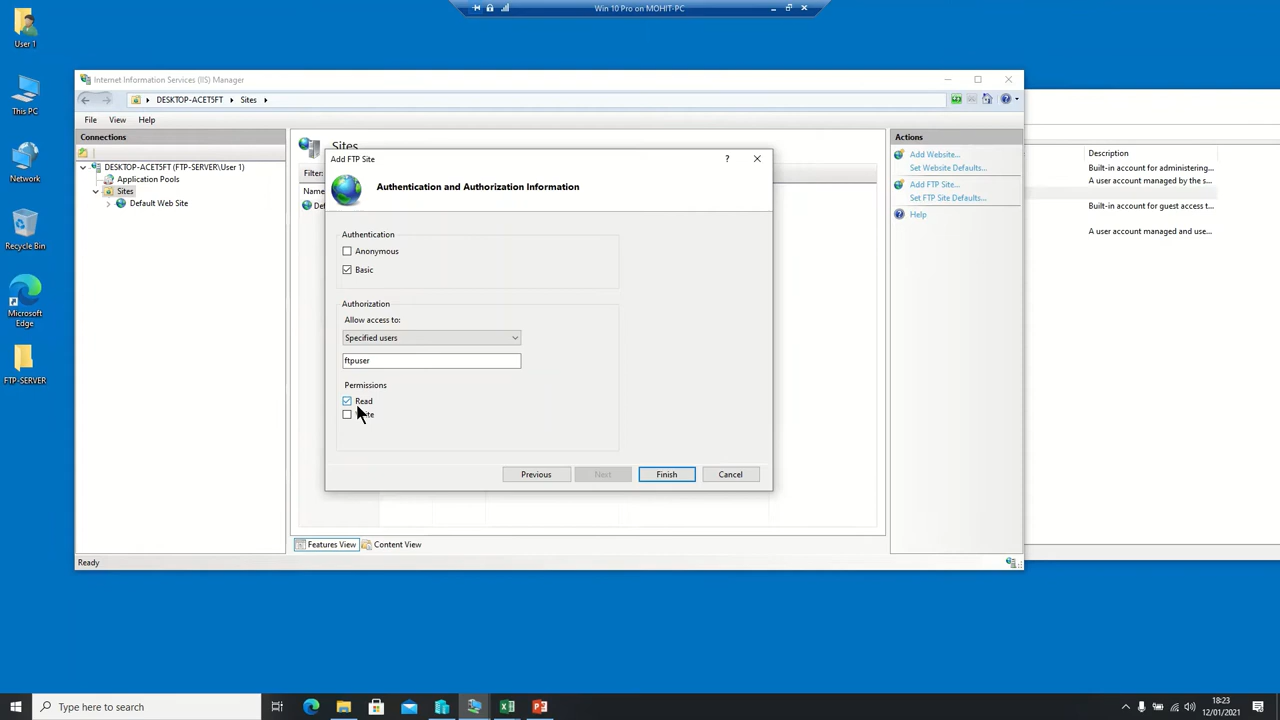 Win 10 Pro on MOHIT-PC
User 1
This PC
Network
Recycle Bin
Microsoft
Edge
FTP-SERVER
Internet Information Services (IIS) Manager
DESKTOP-ACET5FT
Sites
File View Help
Connections
DESKTOP-ACET5FT (FTP-SERVER\User 1)
Application Pools
Sites
Default Web Site
Sites
Filter:
Name
Def
Add FTP Site
?
Authentication and Authorization Information
Authentication
Anonymous
Basic
Authorization
Allow access to:
Specified users
ftpuser
Permissions
Read
Previous Next Finish Cancel
Features View Content View
Ready
Actions
Add Website...
Set Website Defaults...
Add FTP Site...
Set FTP Site Defaults...
Help
Description
Built-in account for administering...
A user account managed by the s...
Built-in account for guest access t...
A user account managed and use...
Type here to search
18:23
12/01/2021